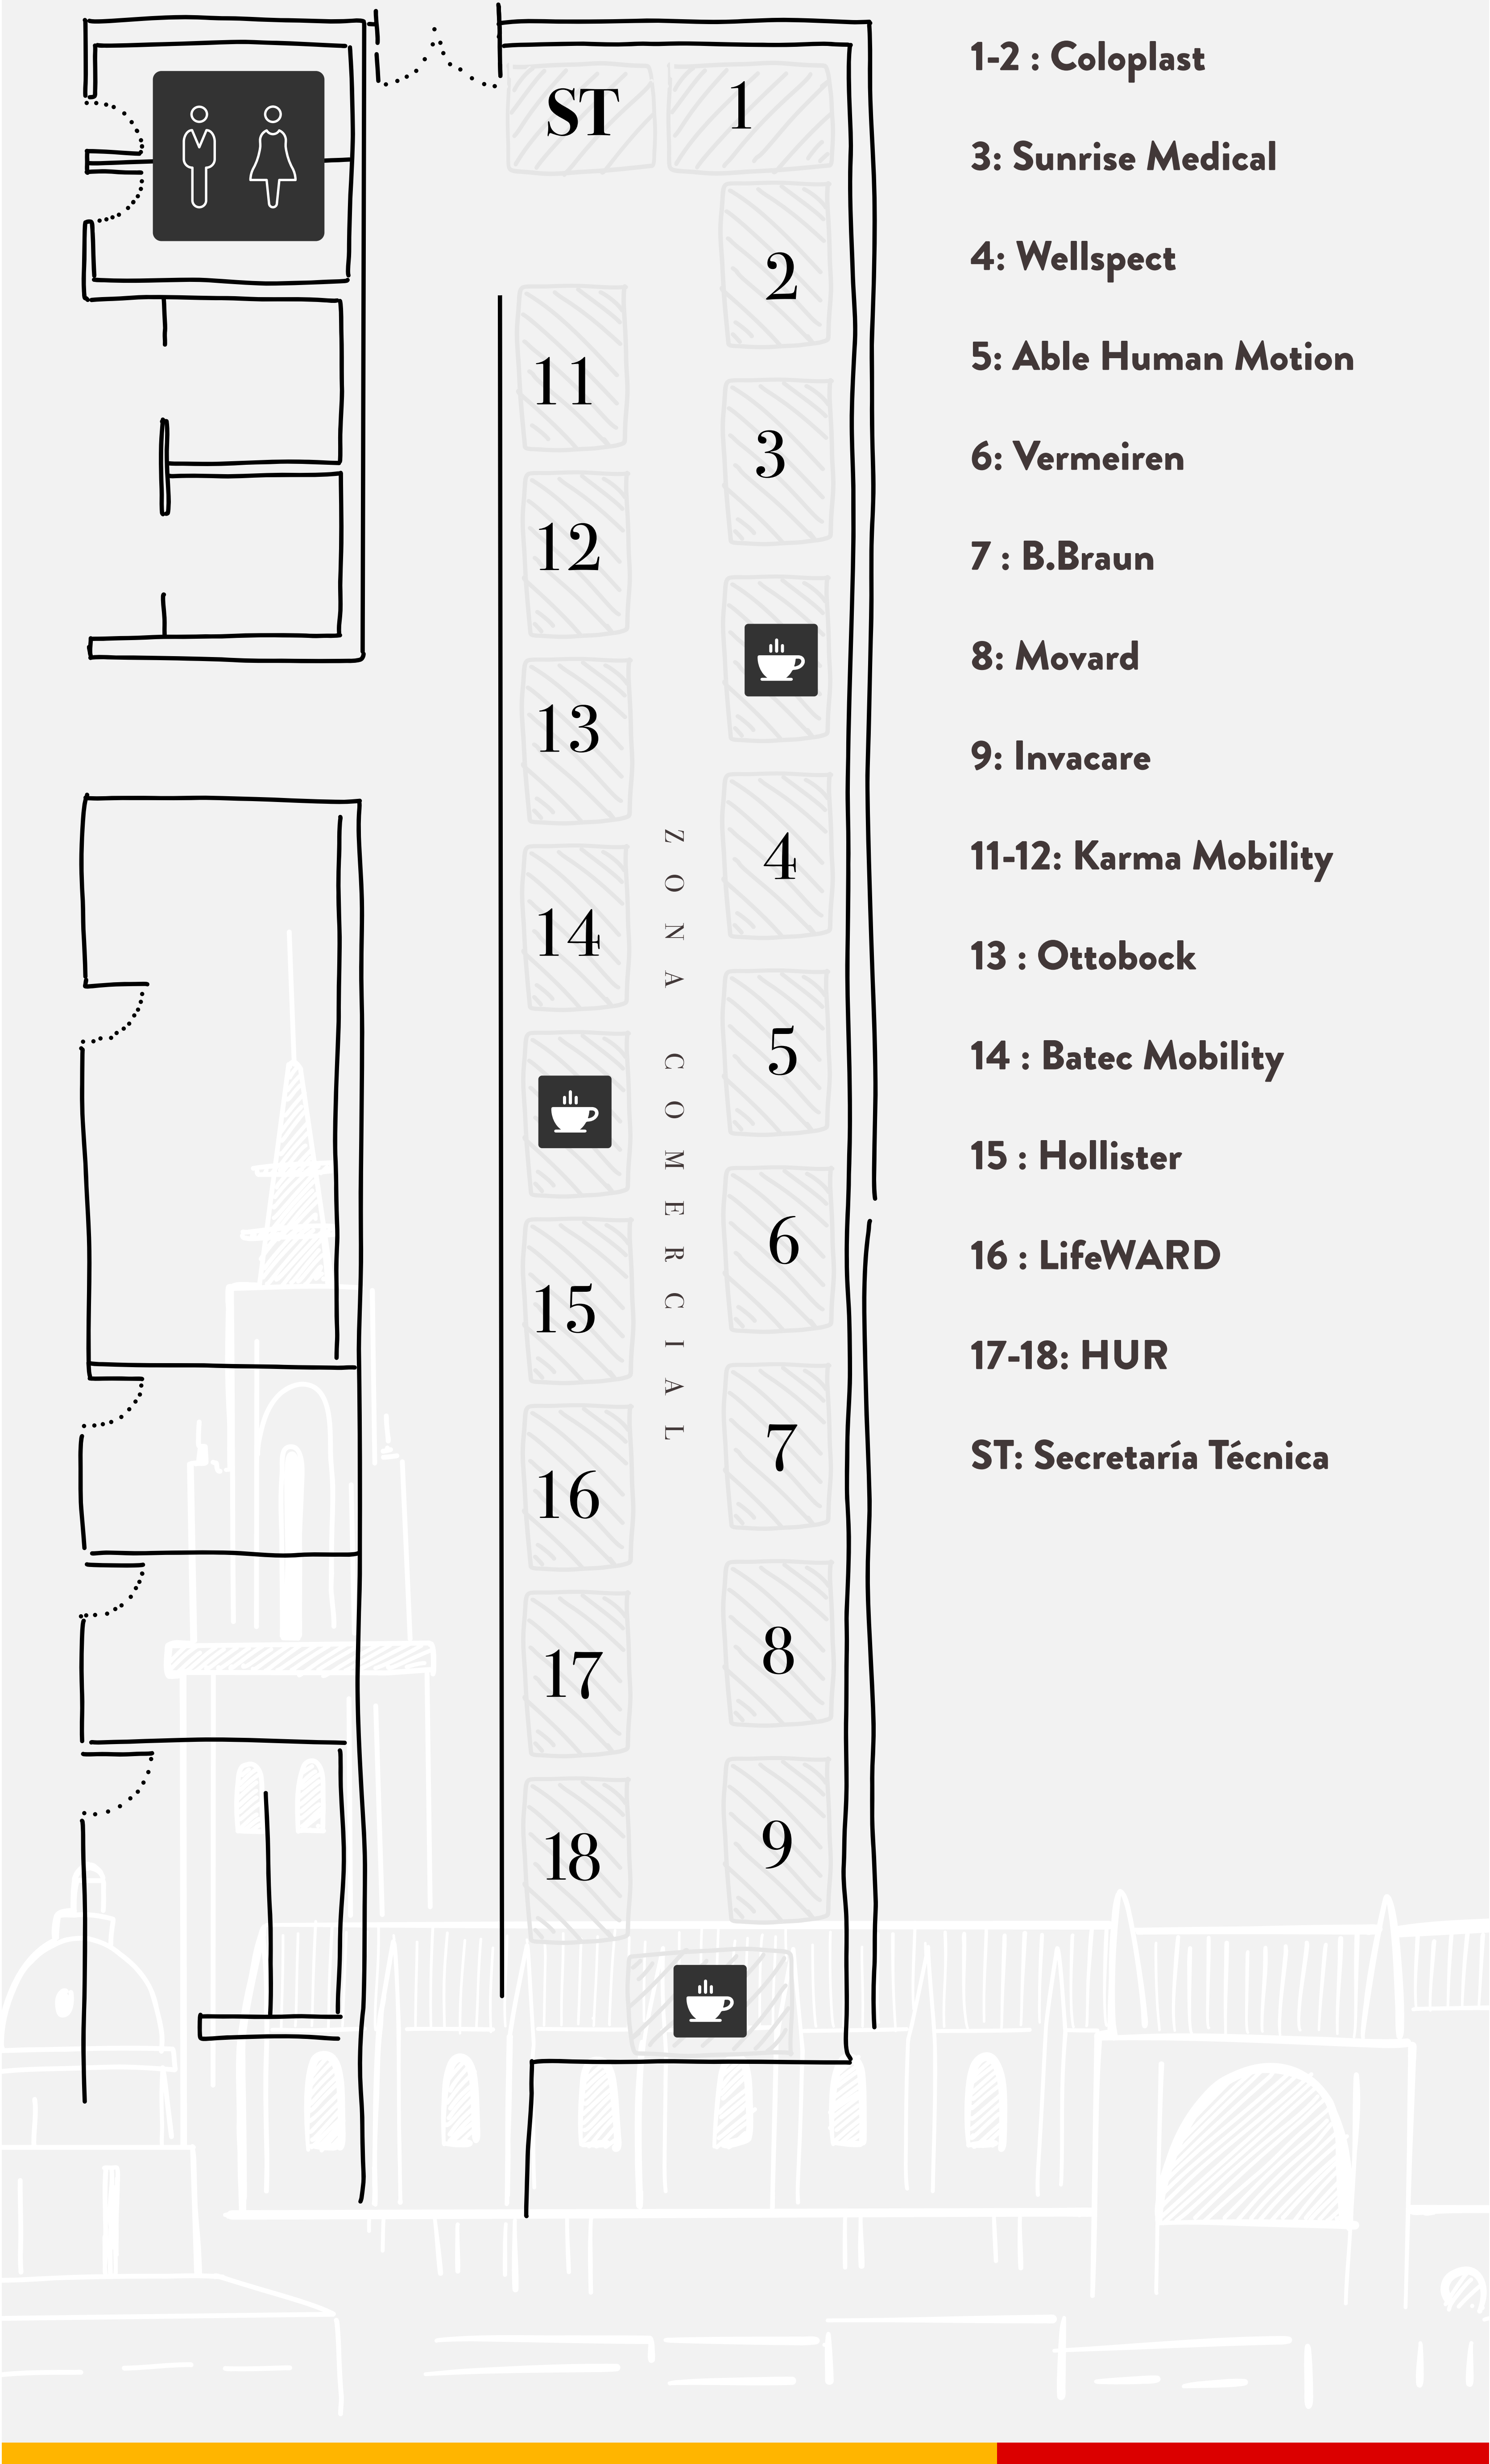 ST
1
2
11
3
12
13
4
14
5
6
15
7
16
8
17
9
18
ZONA COMERCIAL
1-2 : Coloplast
3: Sunrise Medical
4: Wellspect
5: Able Human Motion
6: Vermeiren
7 : B.Braun
8: Movard
9: Invacare
11-12: Karma Mobility
13 : Ottobock
14 : Batec Mobility
15 : Hollister
16 : LifeWARD
17-18: HUR
ST: Secretaría Técnica